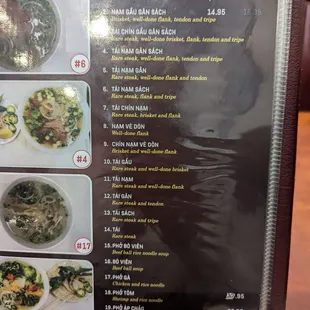 NẠM GẦU GÂN SÁCH 14.95
Brisket, well-done flank, tendon and tripe
TÁI CHÍN GẦU GÂN SÁCH
Rare steak, well-done brisket, flank, tendon and tripe
4. TÁI NẠM GÂN SÁCH
Rare steak, well-done flank, tendon and tripe
5. TÁI NẠM GÂN
Rare steak, well-done flank and tendon
6. TÁI NẠM SÁCH
Rare steak, flank and tripe
7. TÁI CHÍN NẠM
Rare steak, brisket and flank
8. NẠM VÈ DÒN
Well-done flank
9. CHÍN NẠM VÈ DÒN
Brisket and well-done flank
10. TÁI GẦU
Rare steak and well-done brisket
11. TÁI NẠM
Rare steak and well-done flank
12. TÁI GÂN
Rare steak and tendon
13. TÁI SÁCH
Rare steak and tripe
14. TÁI
Rare steak
15. PHỞ BÒ VIÊN
Beef ball rice noodle soup
16. BÒ VIÊN
Beef ball soup
17. PHỞ GÀ
Chicken and rice noodle
18. PHỞ TÔM
Shrimp and rice noodle
19. PHỞ ÁP CHẢO
#6
#4
#17